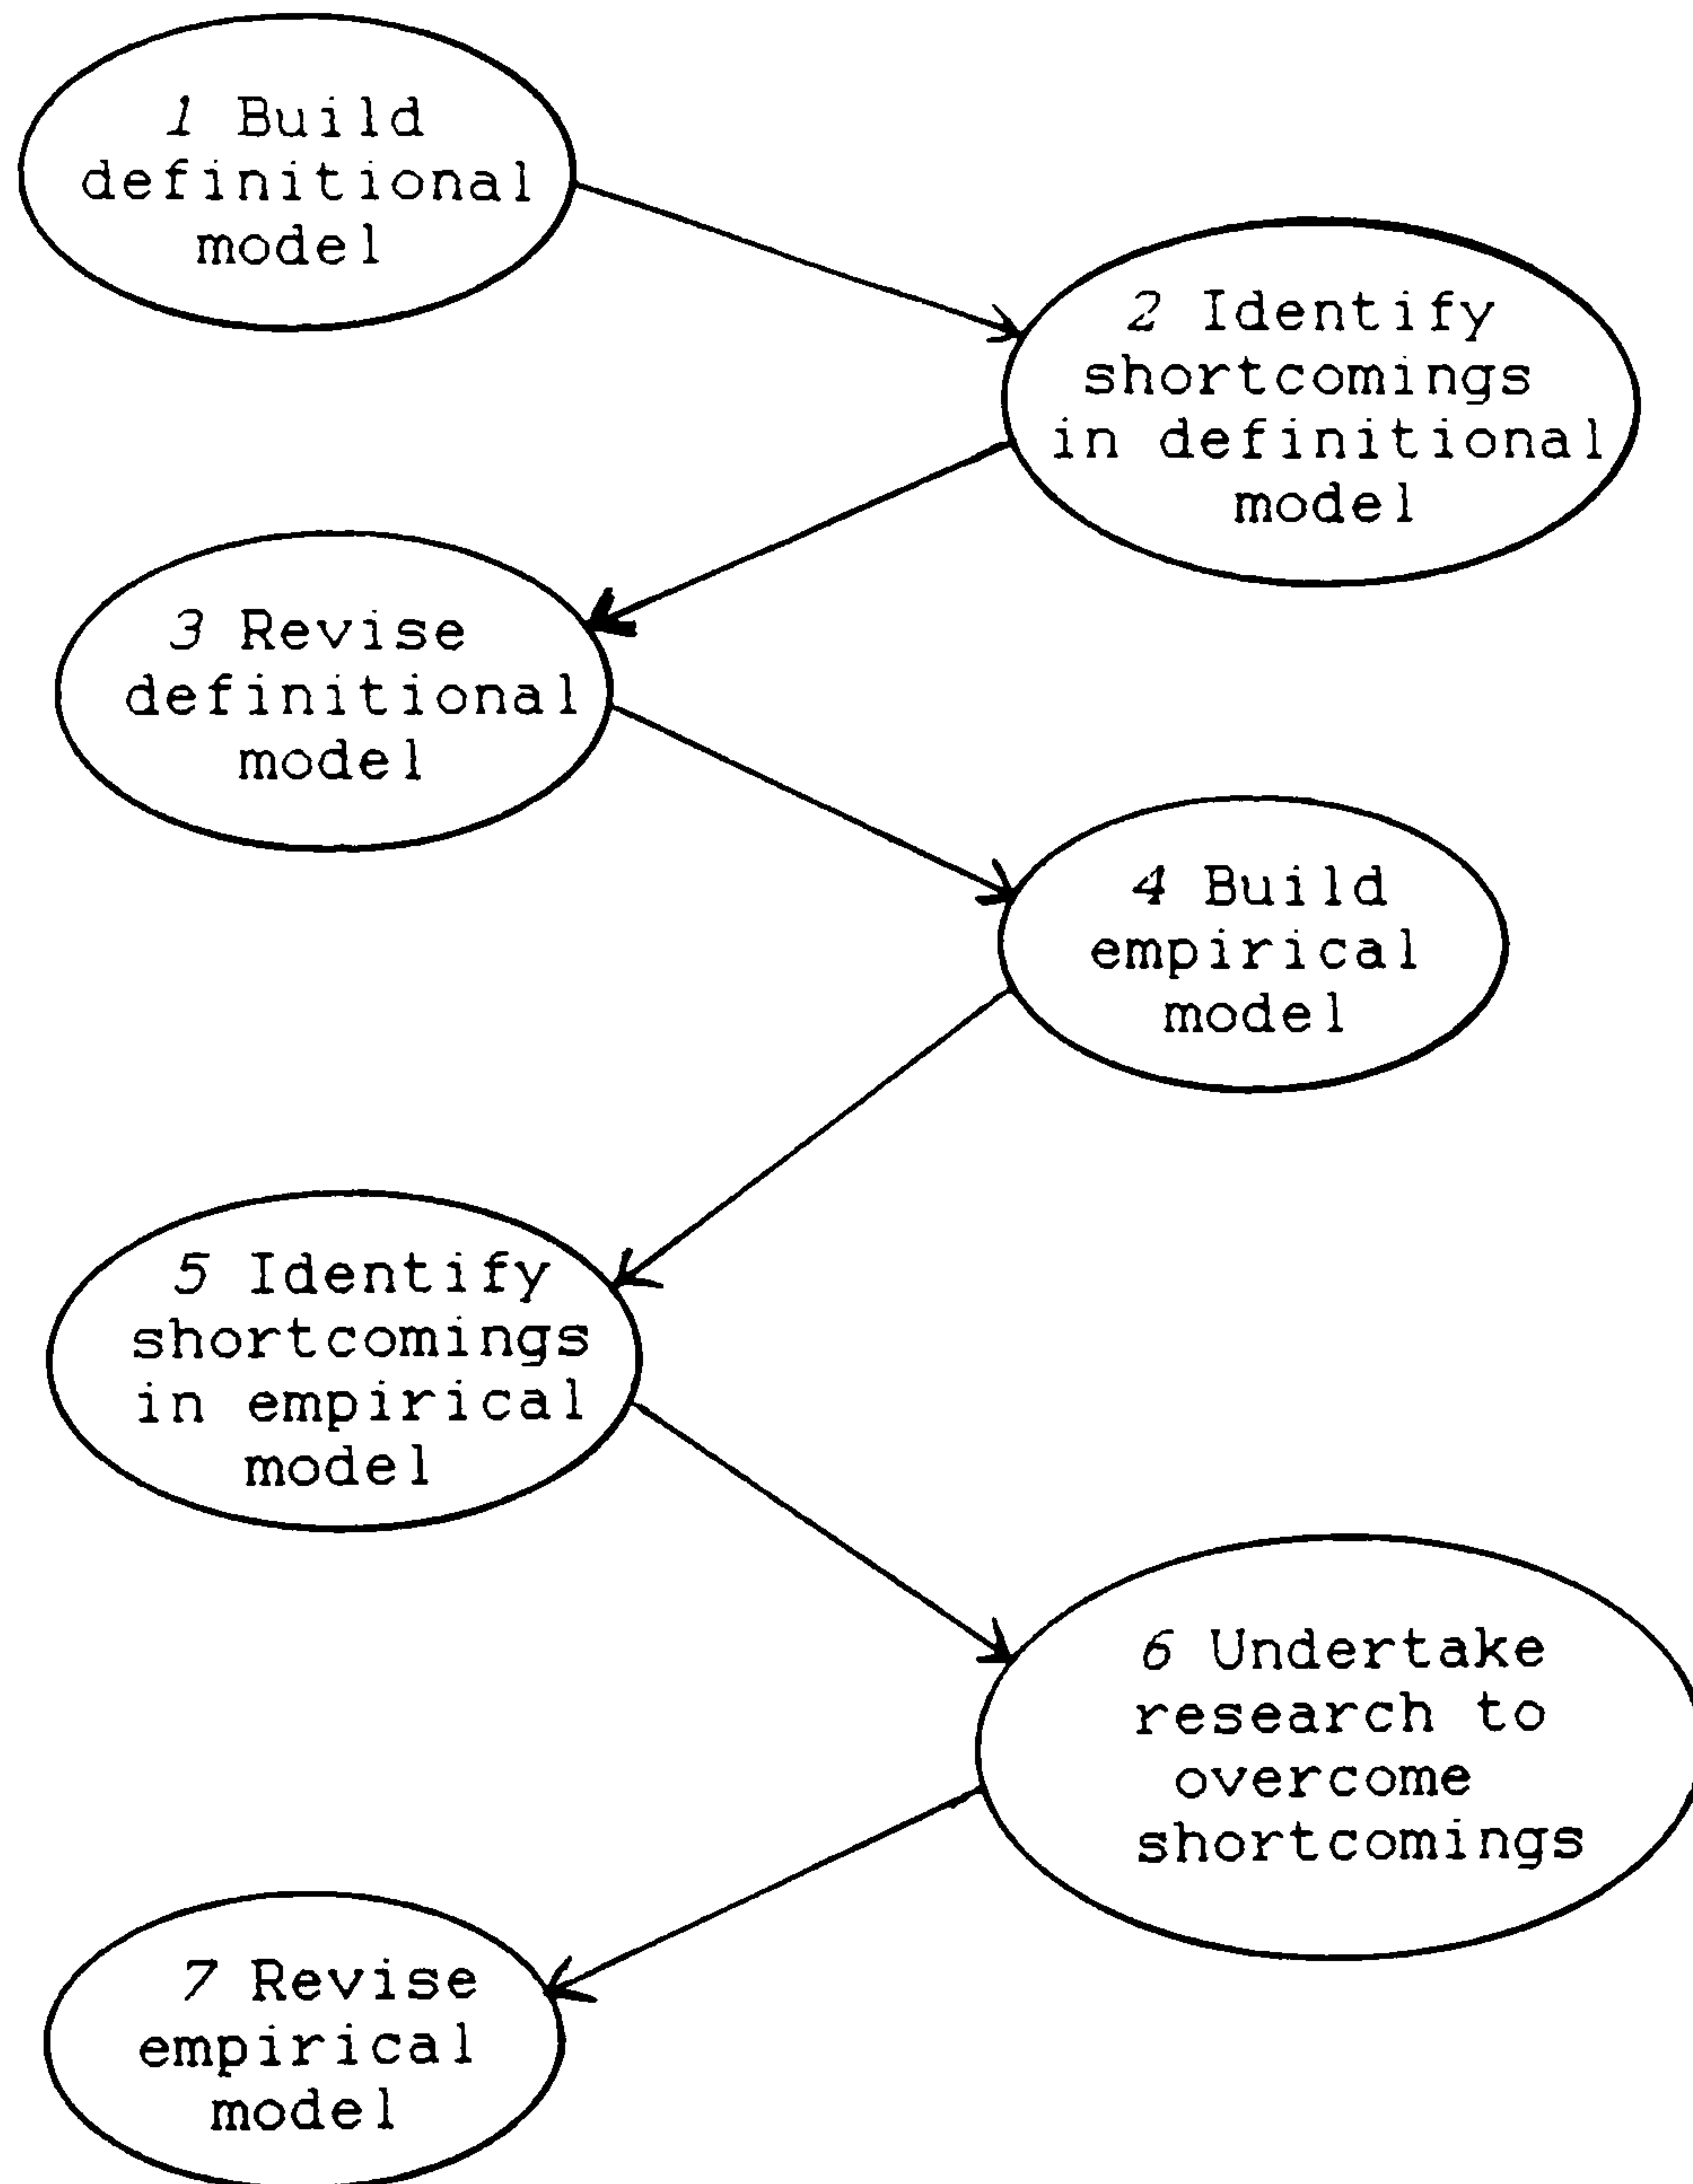 1 Build
definitional
model
2 Identify
shortcomings
in definitional
model
3 Revise
definitional
model
4 Build
empirical
model
5 Identify
shortcomings
in empirical
model
6 Undertake
research to
overcome
shortcomings
7 Revise
empirical
model